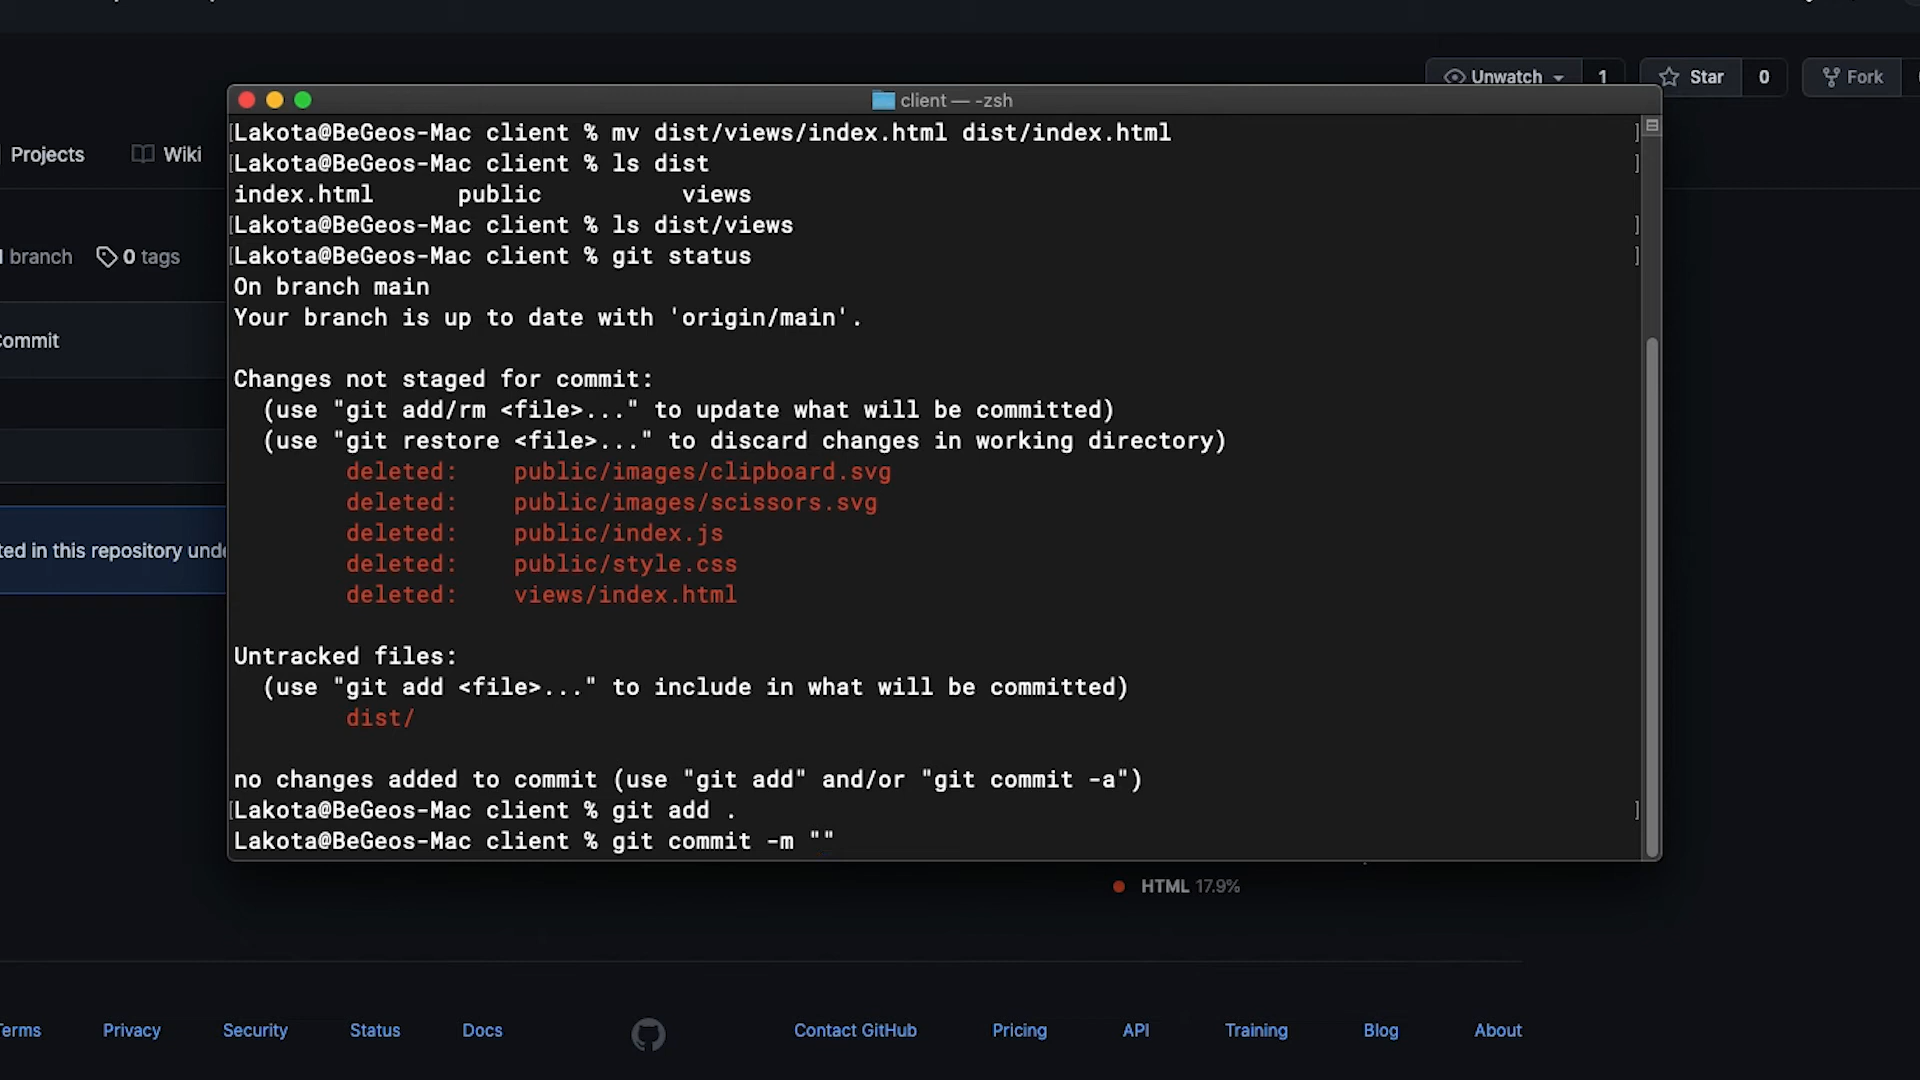 Unwatch 1 Star 0 Fork
client — -zsh
Lakota@BeGeos-Mac client % mv dist/views/index.html dist/index.html
Projects Wiki
Lakota@BeGeos-Mac client % ls dist
index.html public views
Lakota@BeGeos-Mac client % ls dist/views
branch 0 tags
Lakota@BeGeos-Mac client % git status
On branch main
Your branch is up to date with 'origin/main'.
ommit
Changes not staged for commit:
(use "git add/rm <file>..." to update what will be committed)
(use "git restore <file>..." to discard changes in working directory)
deleted: public/images/clipboard.svg
deleted: public/images/scissors.svg
deleted: public/index.js
ted in this repository unde
deleted: public/style.css
deleted: views/index.html
Untracked files:
(use "git add <file>..." to include in what will be committed)
dist/
no changes added to commit (use "git add" and/or "git commit -a")
Lakota@BeGeos-Mac client % git add .
Lakota@BeGeos-Mac client % git commit -m ""
HTML 17.9%
Terms Privacy Security Status Docs Contact GitHub Pricing API Training Blog About